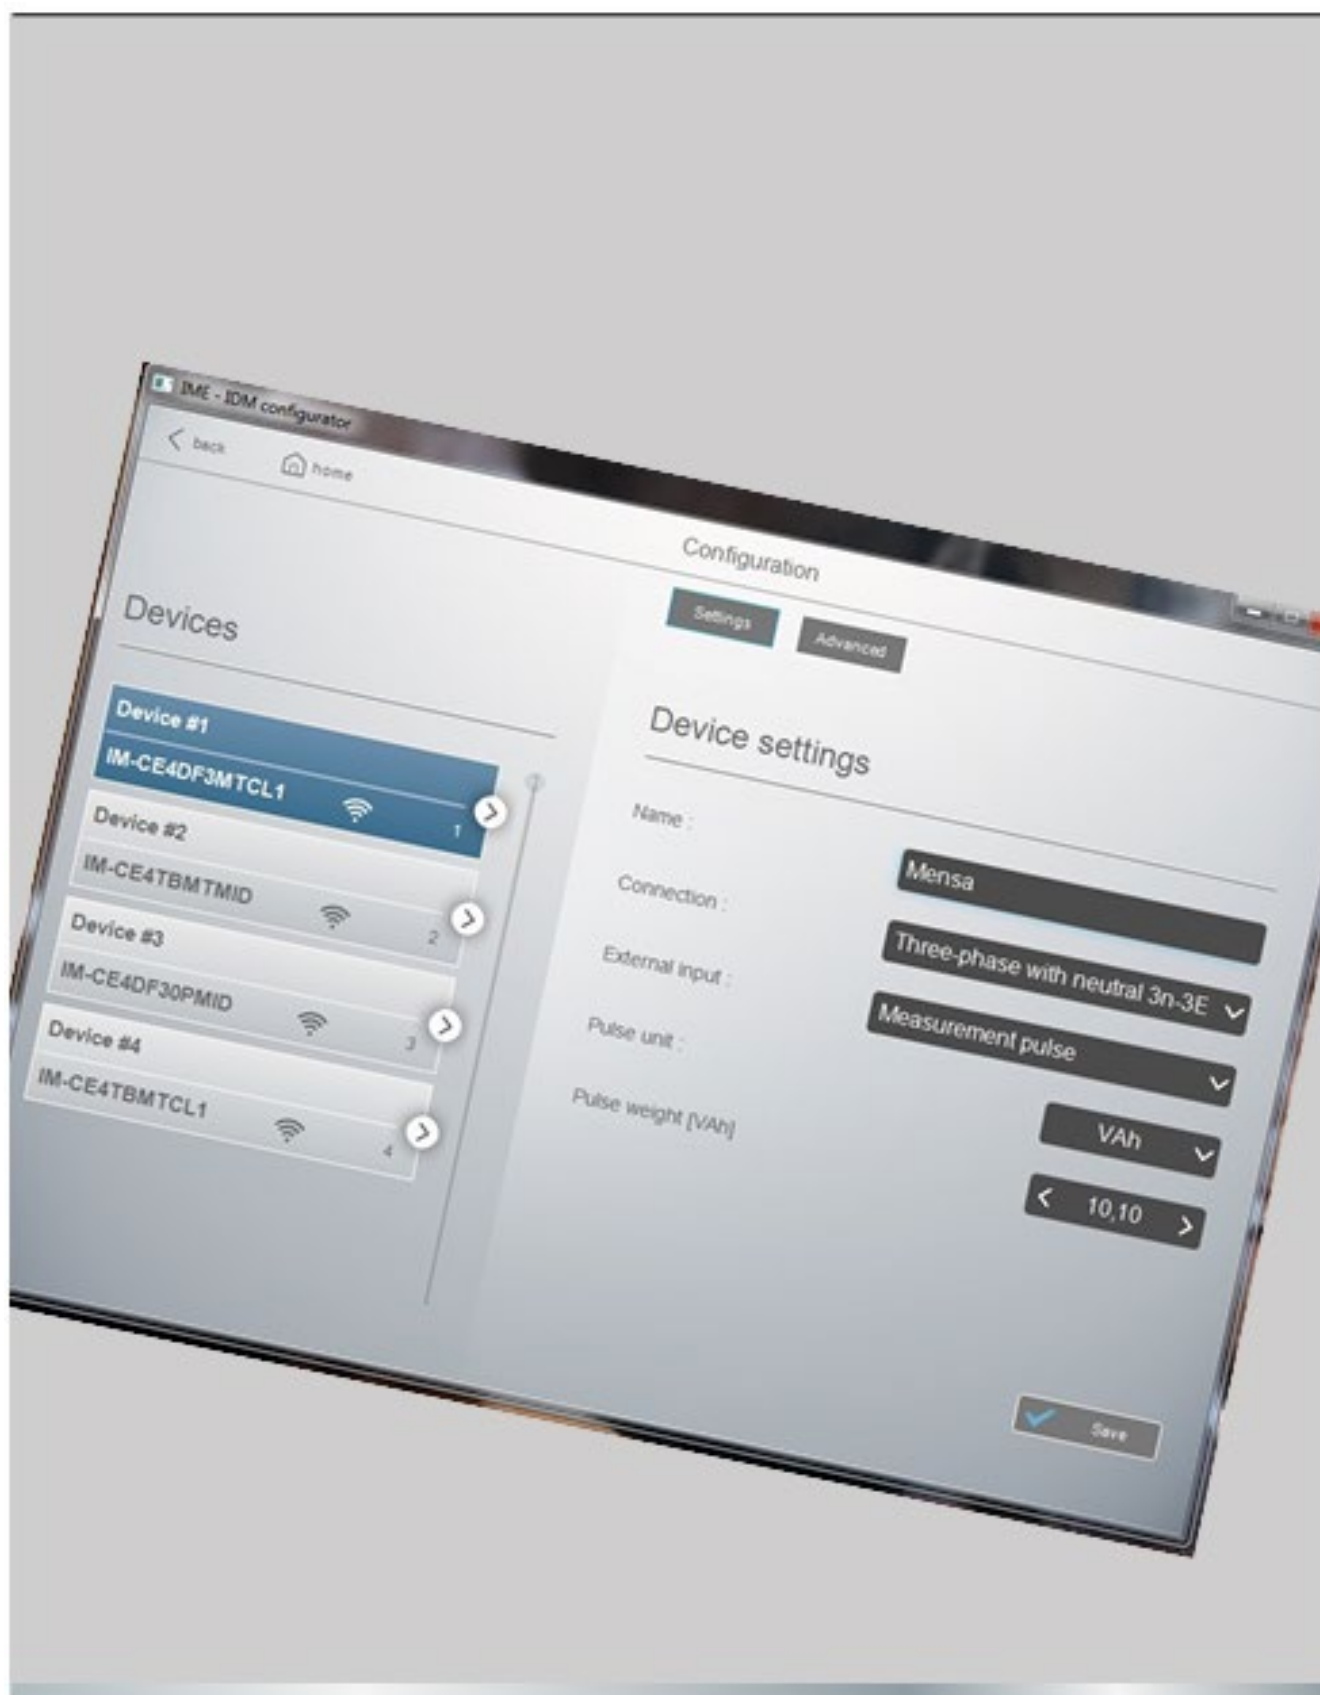 IME - IDM configurator
back
home
Configuration
Settings
Advanced
Devices
Device #1
IM-CE4DF3MTCL1
1
Device #2
IM-CE4TBMTMID
2
Device #3
IM-CE4DF30PMID
3
Device #4
IM-CE4TBMTCL1
4
Device settings
Name :
Mensa
Connection :
Three-phase with neutral 3n-3E
External input :
Measurement pulse
Pulse unit :
VAh
Pulse weight [VAh]
10,10
Save